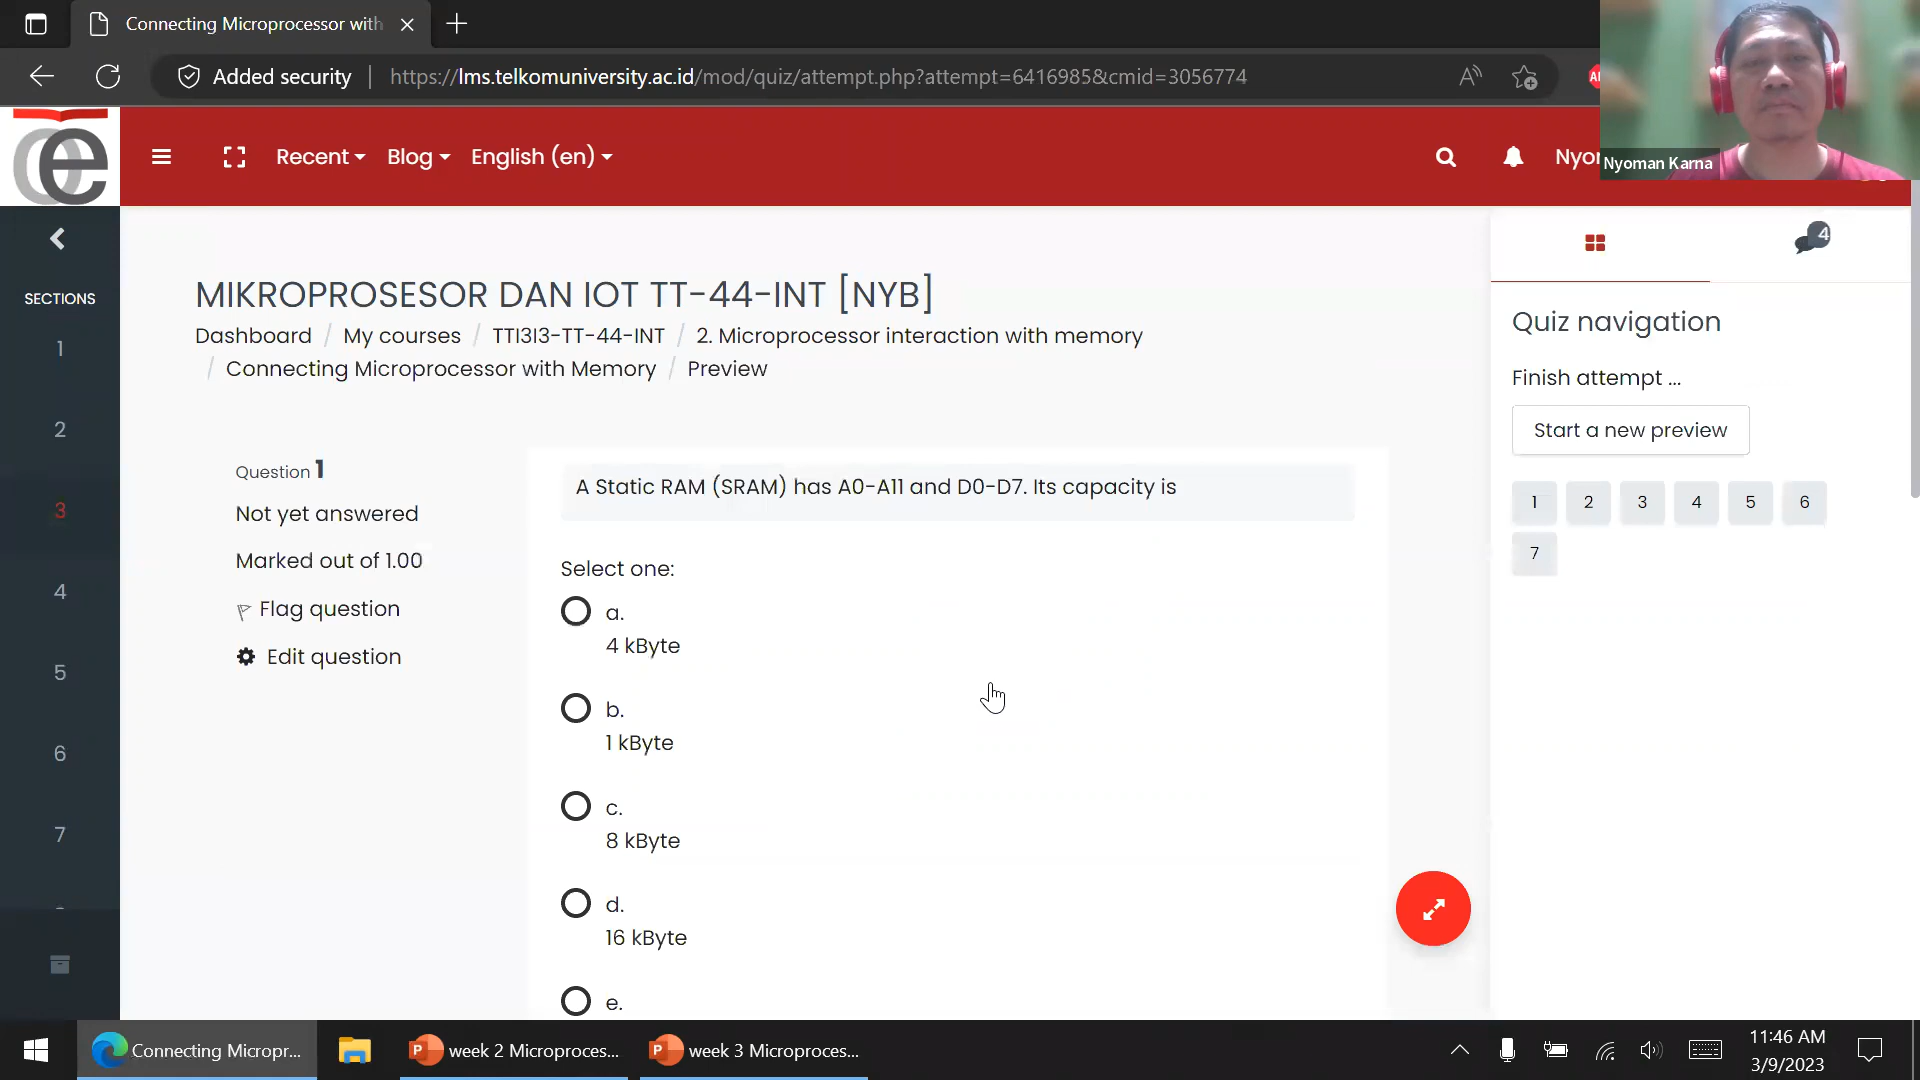 Connecting Microprocessor with
Added security
https://lms.telkomuniversity.ac.id/mod/quiz/attempt.php?attempt=6416985&cmid=3056774
Recent
Blog
English (en)
Nyoman Karna
SECTIONS
1
2
3
4
5
6
7
MIKROPROSESOR DAN IOT TT-44-INT [NYB]
Dashboard / My courses / TTI3I3-TT-44-INT / 2. Microprocessor interaction with memory
/ Connecting Microprocessor with Memory / Preview
Question 1
Not yet answered
Marked out of 1.00
Flag question
Edit question
A Static RAM (SRAM) has A0-A11 and D0-D7. Its capacity is
Select one:
a.
4 kByte
b.
1 kByte
c.
8 kByte
d.
16 kByte
e.
4
Quiz navigation
Finish attempt ...
Start a new preview
1 2 3 4 5 6
7
Connecting Micropr...
week 2 Microproces...
week 3 Microproces...
11:46 AM
3/9/2023